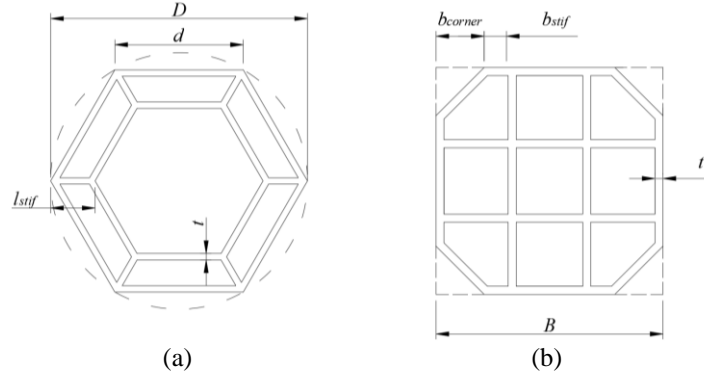 D
d
l_stif
t
(a)
b_corner
b_stif
t
B
(b)